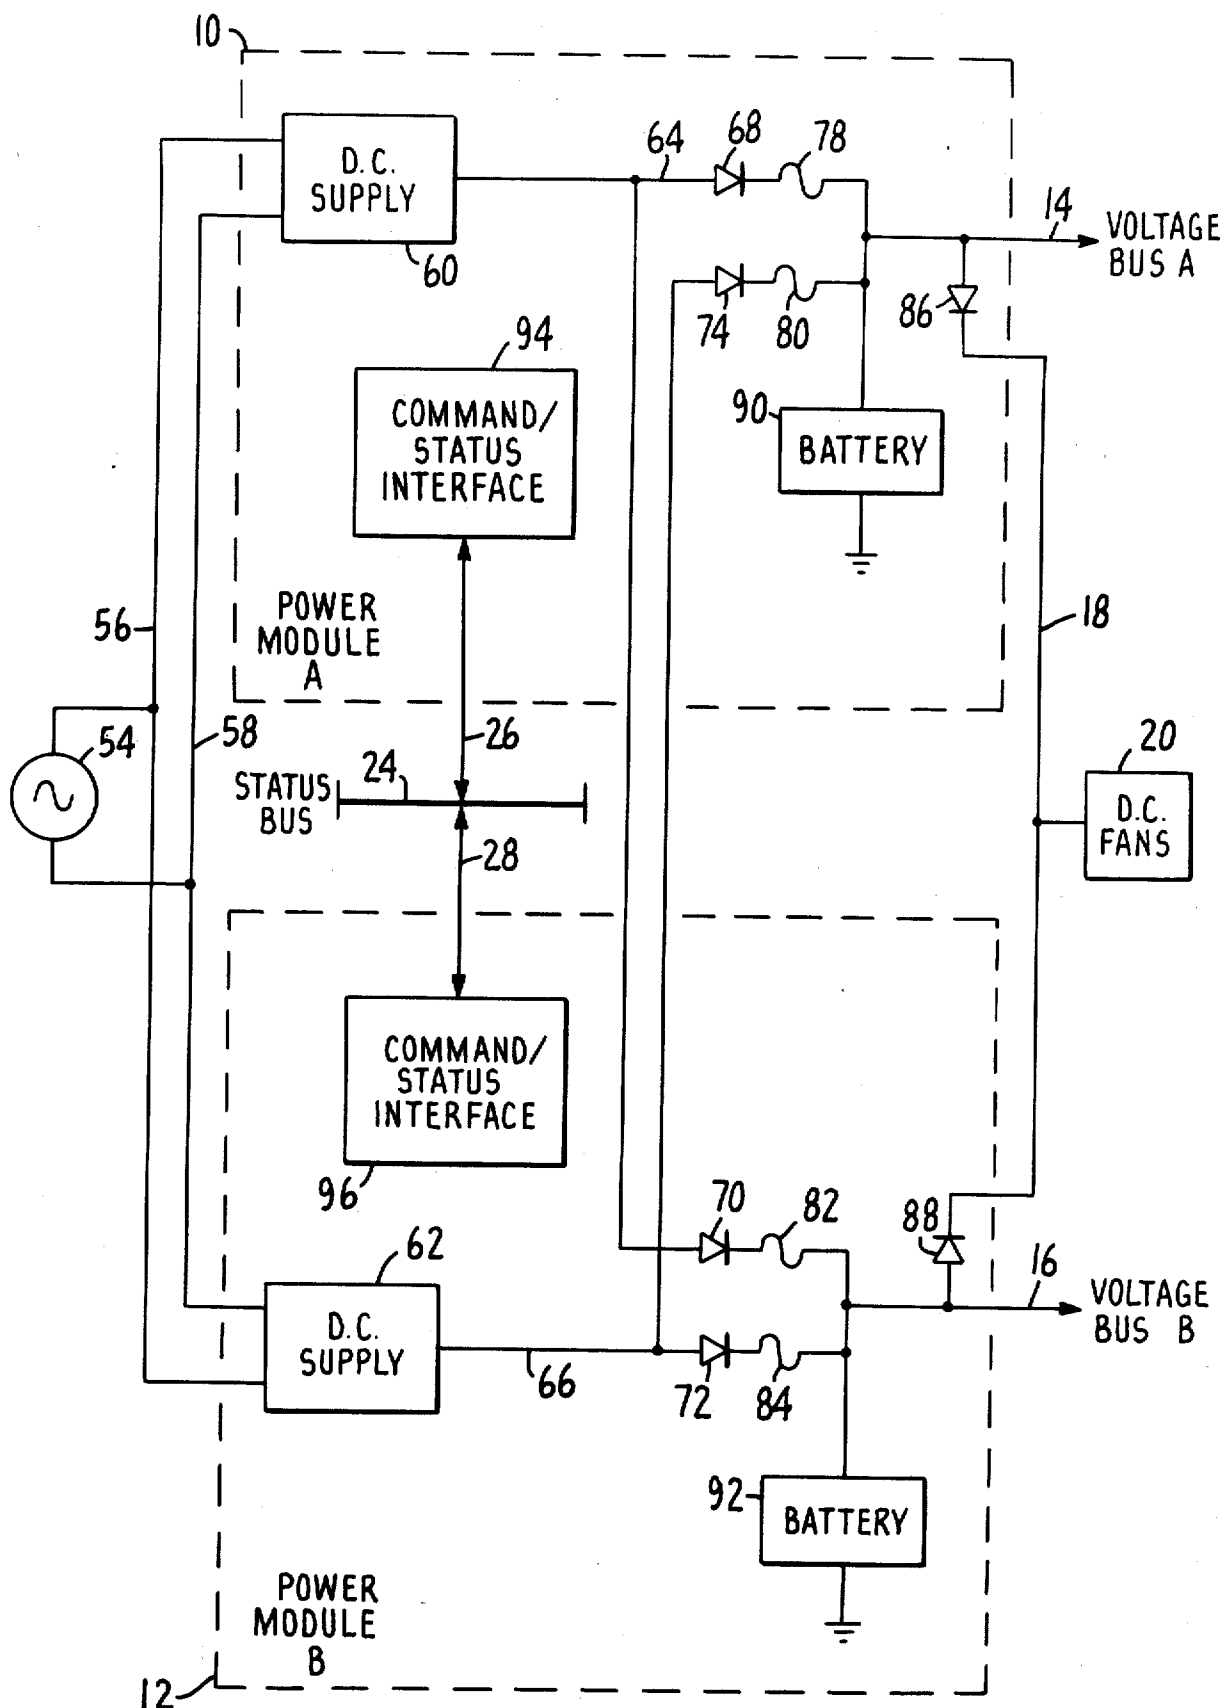 10
D.C.
SUPPLY
60
64
68
78
14
VOLTAGE
BUS A
74
80
86
94
COMMAND/
STATUS
INTERFACE
90
BATTERY
56
POWER
MODULE
A
18
54
58
26
STATUS
BUS
24
28
20
D.C.
FANS
COMMAND/
STATUS
INTERFACE
96
70
82
88
16
VOLTAGE
BUS B
62
D.C.
SUPPLY
66
72
84
92
BATTERY
POWER
MODULE
B
12